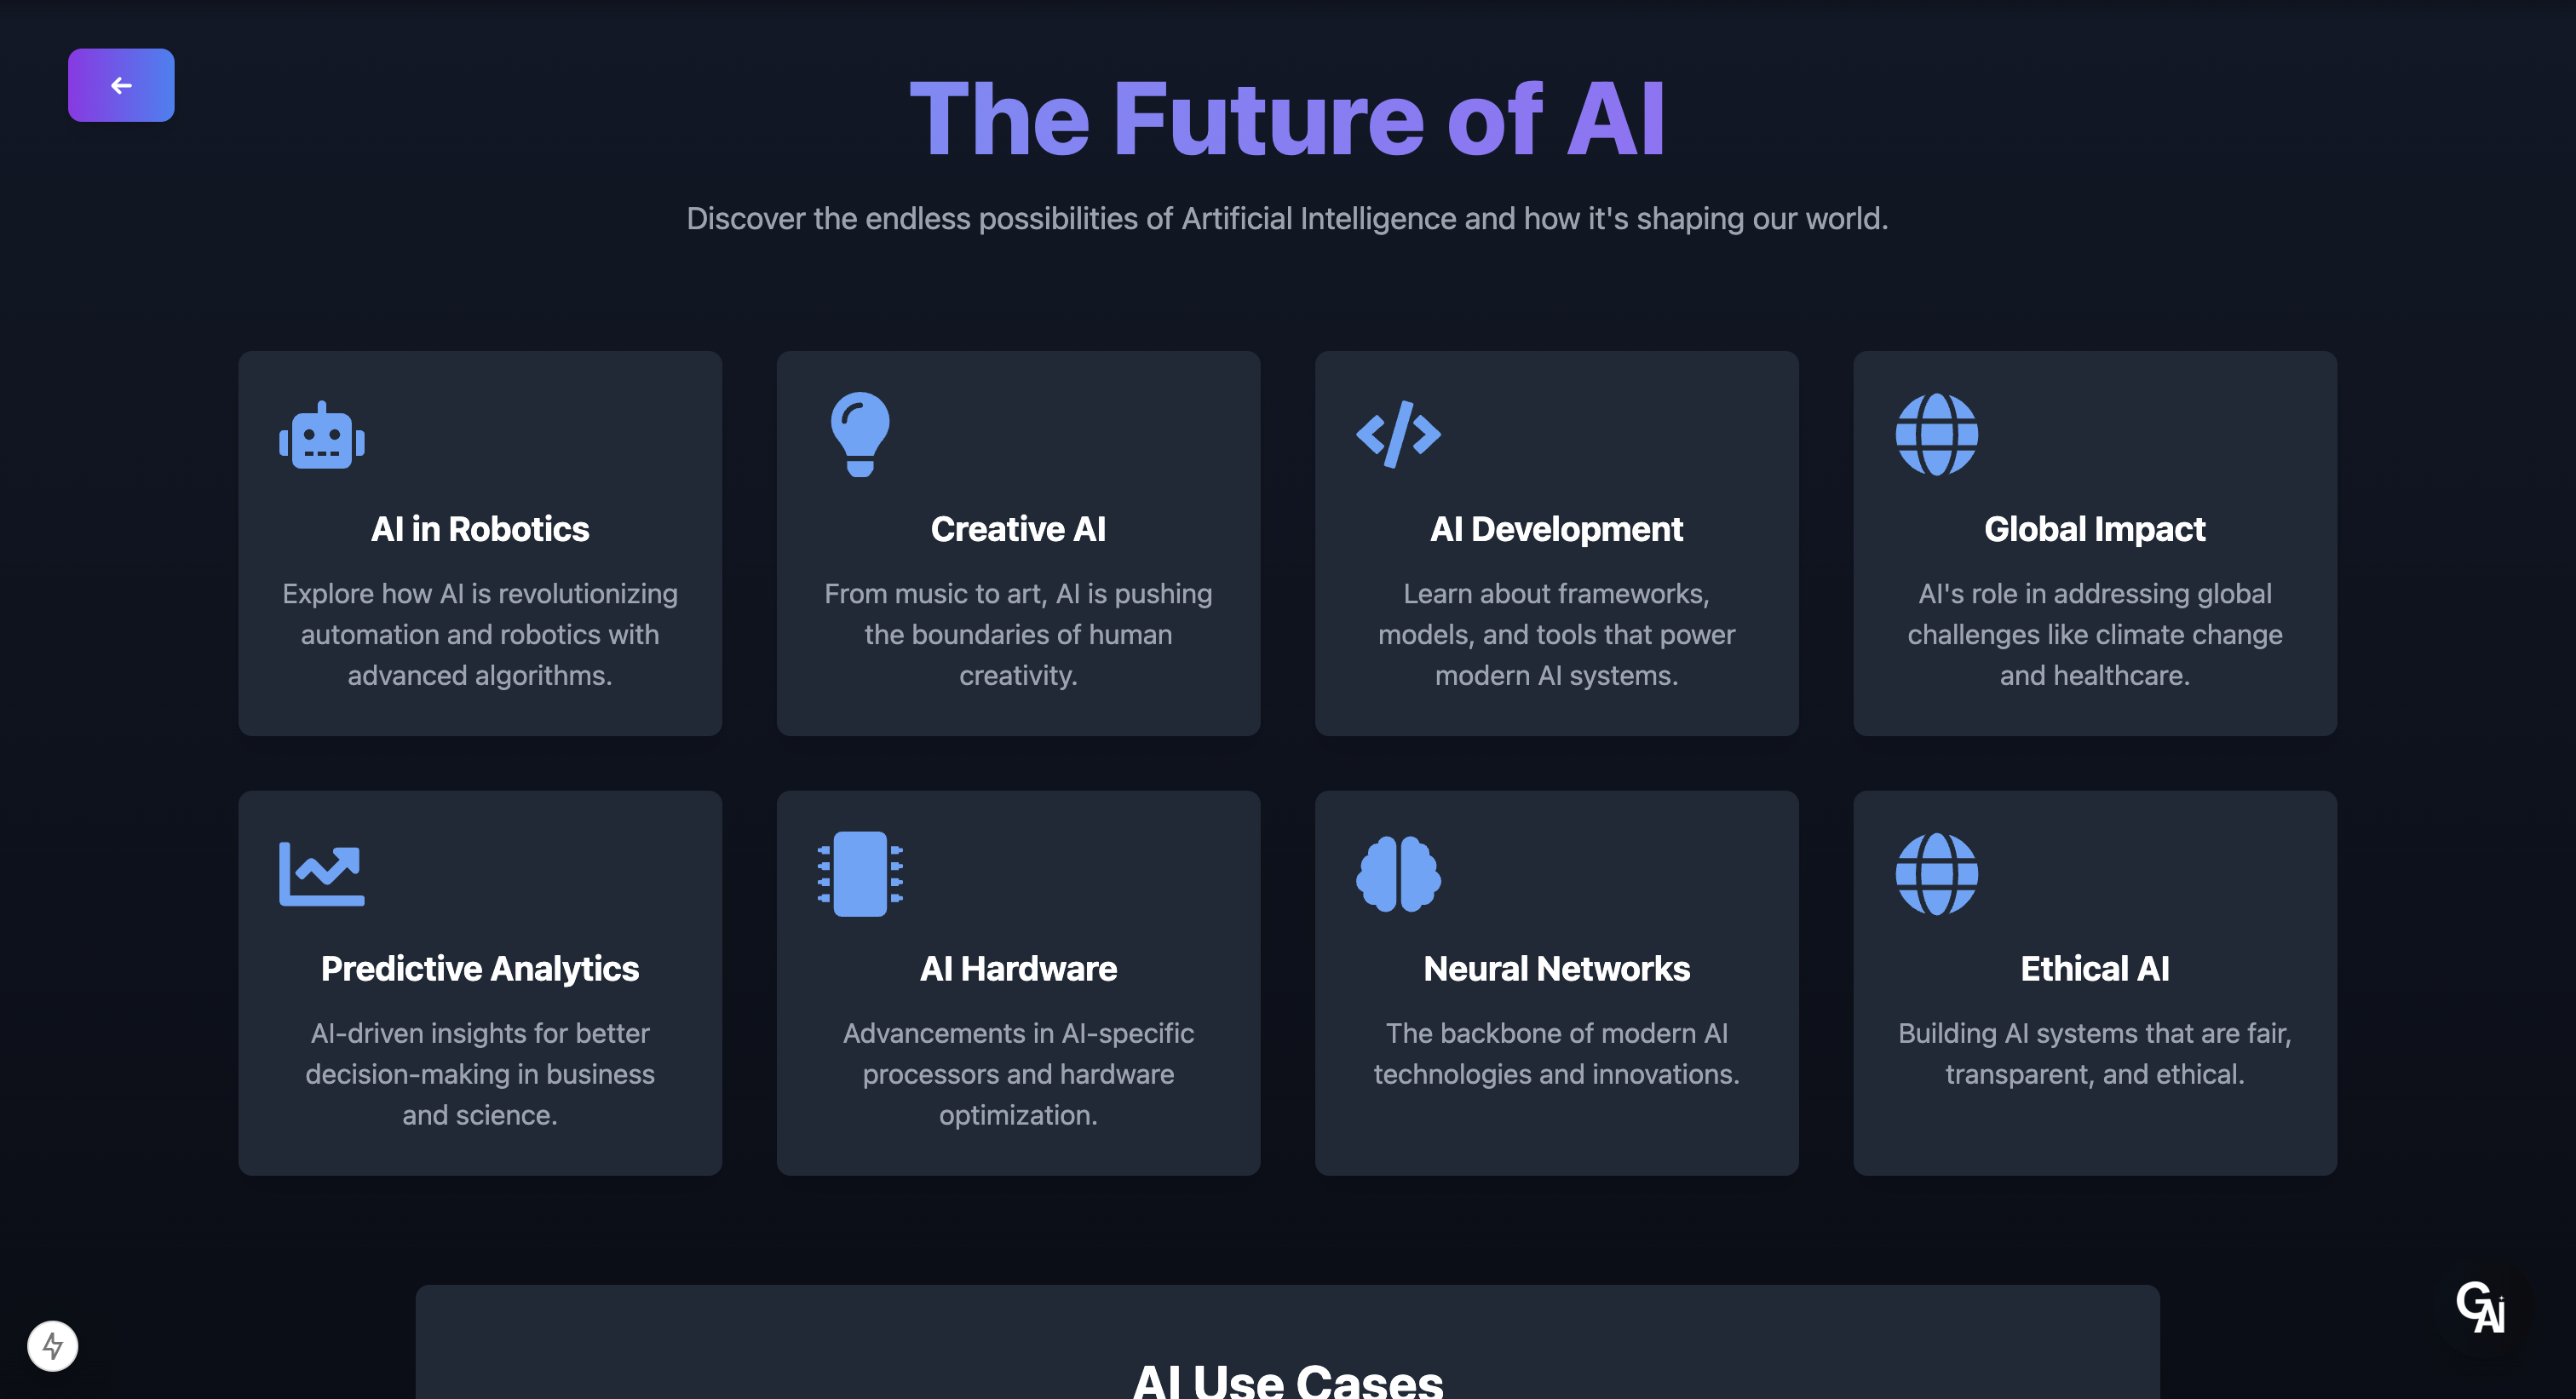 The Future of AI
Discover the endless possibilities of Artificial Intelligence and how it's shaping our world.
AI in Robotics
Explore how AI is revolutionizing
automation and robotics with
advanced algorithms.
Creative AI
From music to art, AI is pushing
the boundaries of human
creativity.
AI Development
Learn about frameworks,
models, and tools that power
modern AI systems.
Global Impact
AI's role in addressing global
challenges like climate change
and healthcare.
Predictive Analytics
AI-driven insights for better
decision-making in business
and science.
AI Hardware
Advancements in AI-specific
processors and hardware
optimization.
Neural Networks
The backbone of modern AI
technologies and innovations.
Ethical AI
Building AI systems that are fair,
transparent, and ethical.
GAi
AI Use Cases